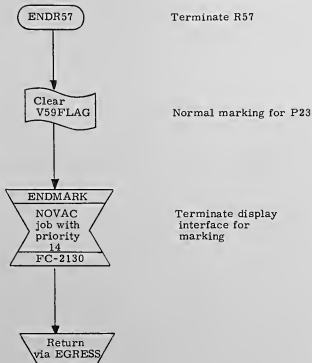 ENDR57
Terminate R57
Clear
V59FLAG
Normal marking for P23
ENDMARK
NOVAC
job with
priority
14
FC-2130
Terminate display
interface for
marking
Return
via EGRESS